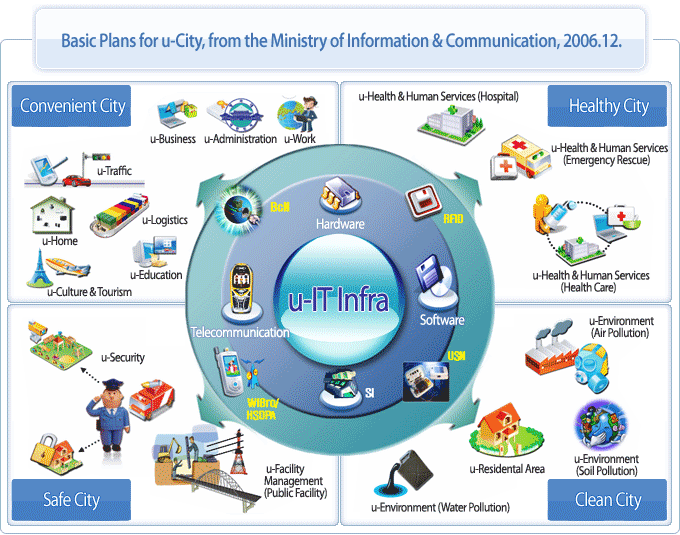 Basic Plans for u-City, from the Ministry of Information & Communication, 2006.12.
Convenient City
u-Business
u-Administration
u-Work
u-Traffic
u-Home
u-Logistics
u-Education
u-Culture & Tourism
Healthy City
u-Health & Human Services (Hospital)
u-Health & Human Services
(Emergency Rescue)
u-Health & Human Services
(Health Care)
BcN
Hardware
RFID
u-IT Infra
Telecommunication
Software
WiBro/
HSDPA
SI
USN
u-Security
u-Facility
Management
(Public Facility)
Safe City
u-Environment
(Air Pollution)
u-Residental Area
u-Environment
(Soil Pollution)
u-Environment (Water Pollution)
Clean City